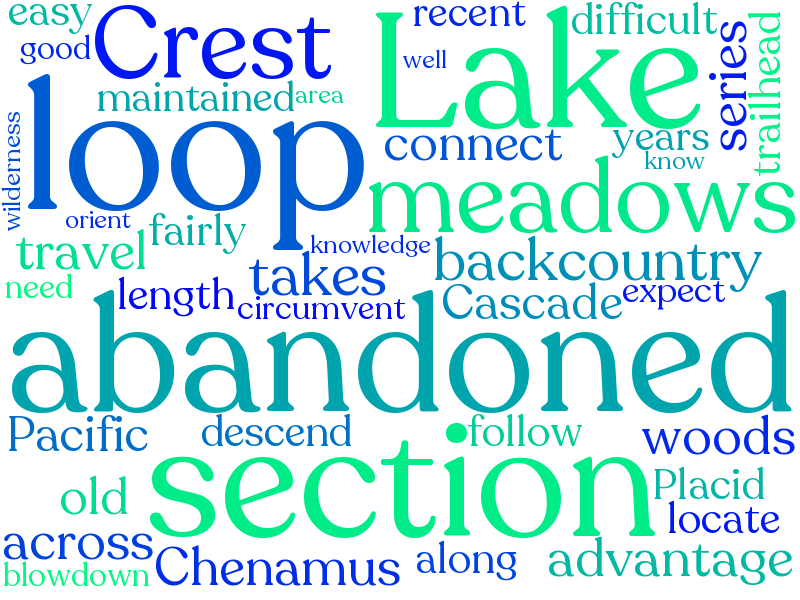 easy
Crest
recent
Lake
difficult
good
well
series
trailhead
maintained
area
loop
connect
years
know
wilderness
meadows
orient
fairly
knowledge
travel
takes
backcountry
need
length
circumvent
Cascade
expect
abandoned
Pacific
descend
follow
woods
section
old
Placid
locate
across
Chenamus
along
advantage
blowdown